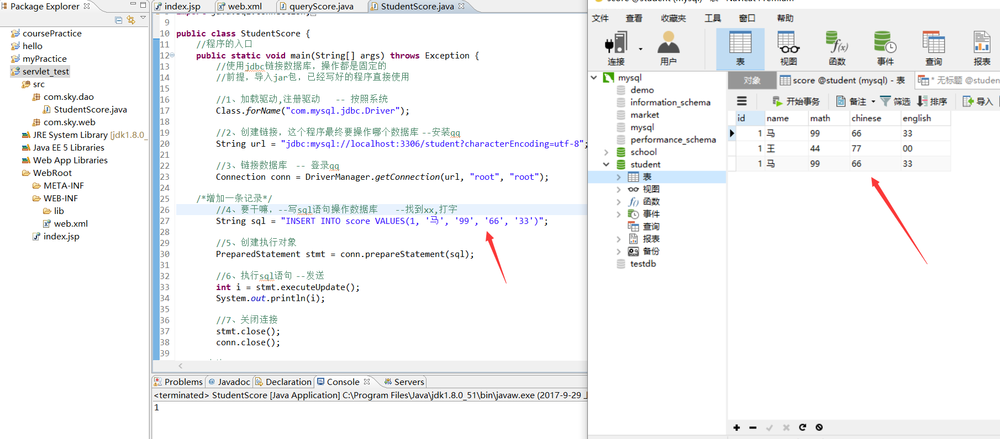 Package Explorer
coursePractice
hello
myPractice
servlet_test
src
com.sky.dao
StudentScore.java
com.sky.web
JRE System Library [jdk1.8.0_
Java EE 5 Libraries
Web App Libraries
WebRoot
META-INF
WEB-INF
lib
web.xml
index.jsp
index.jsp
web.xml
queryScore.java
StudentScore.java
9
10 public class StudentScore {
11 //程序的入口
12 public static void main(String[] args) throws Exception {
13 //使用jdbc链接数据库，操作都是固定的
14 //前提，导入jar包，已经写好的程序直接使用
15
16 //1、加载驱动,注册驱动 -- 按照系统
17 Class.forName("com.mysql.jdbc.Driver");
18
19 //2、创建链接，这个程序最终要操作哪个数据库 --安装qq
20 String url = "jdbc:mysql://localhost:3306/student?characterEncoding=utf-8";
21
22 //3、链接数据库 -- 登录qq
23 Connection conn = DriverManager.getConnection(url, "root", "root");
24
25 /*增加一条记录*/
26 //4、要干嘛，--写sql语句操作数据库 --找到xx,打字
27 String sql = "INSERT INTO score VALUES(1, '马', '99', '66', '33')";
28
29 //5、创建执行对象
30 PreparedStatement stmt = conn.prepareStatement(sql);
31
32 //6、执行sql语句 --发送
33 int i = stmt.executeUpdate();
34 System.out.println(i);
35
36 //7、关闭连接
37 stmt.close();
38 conn.close();
39
Problems
Javadoc
Declaration
Console
Servers
<terminated> StudentScore [Java Application] C:\Program Files\Java\jdk1.8.0_51\bin\javaw.exe (2017-9-29
1
文件 查看 收藏夹 工具 窗口 帮助
连接 用户 表 视图 函数 事件 查询 报表
mysql
demo
information_schema
market
mysql
performance_schema
school
student
表
视图
函数
事件
查询
报表
备份
testdb
对象
score @student (mysql) - 表
* 无标题 @studen
开始事务 备注 筛选 排序 导入
id name math chinese english
1 马 99 66 33
1 王 44 77 00
1 马 99 66 33